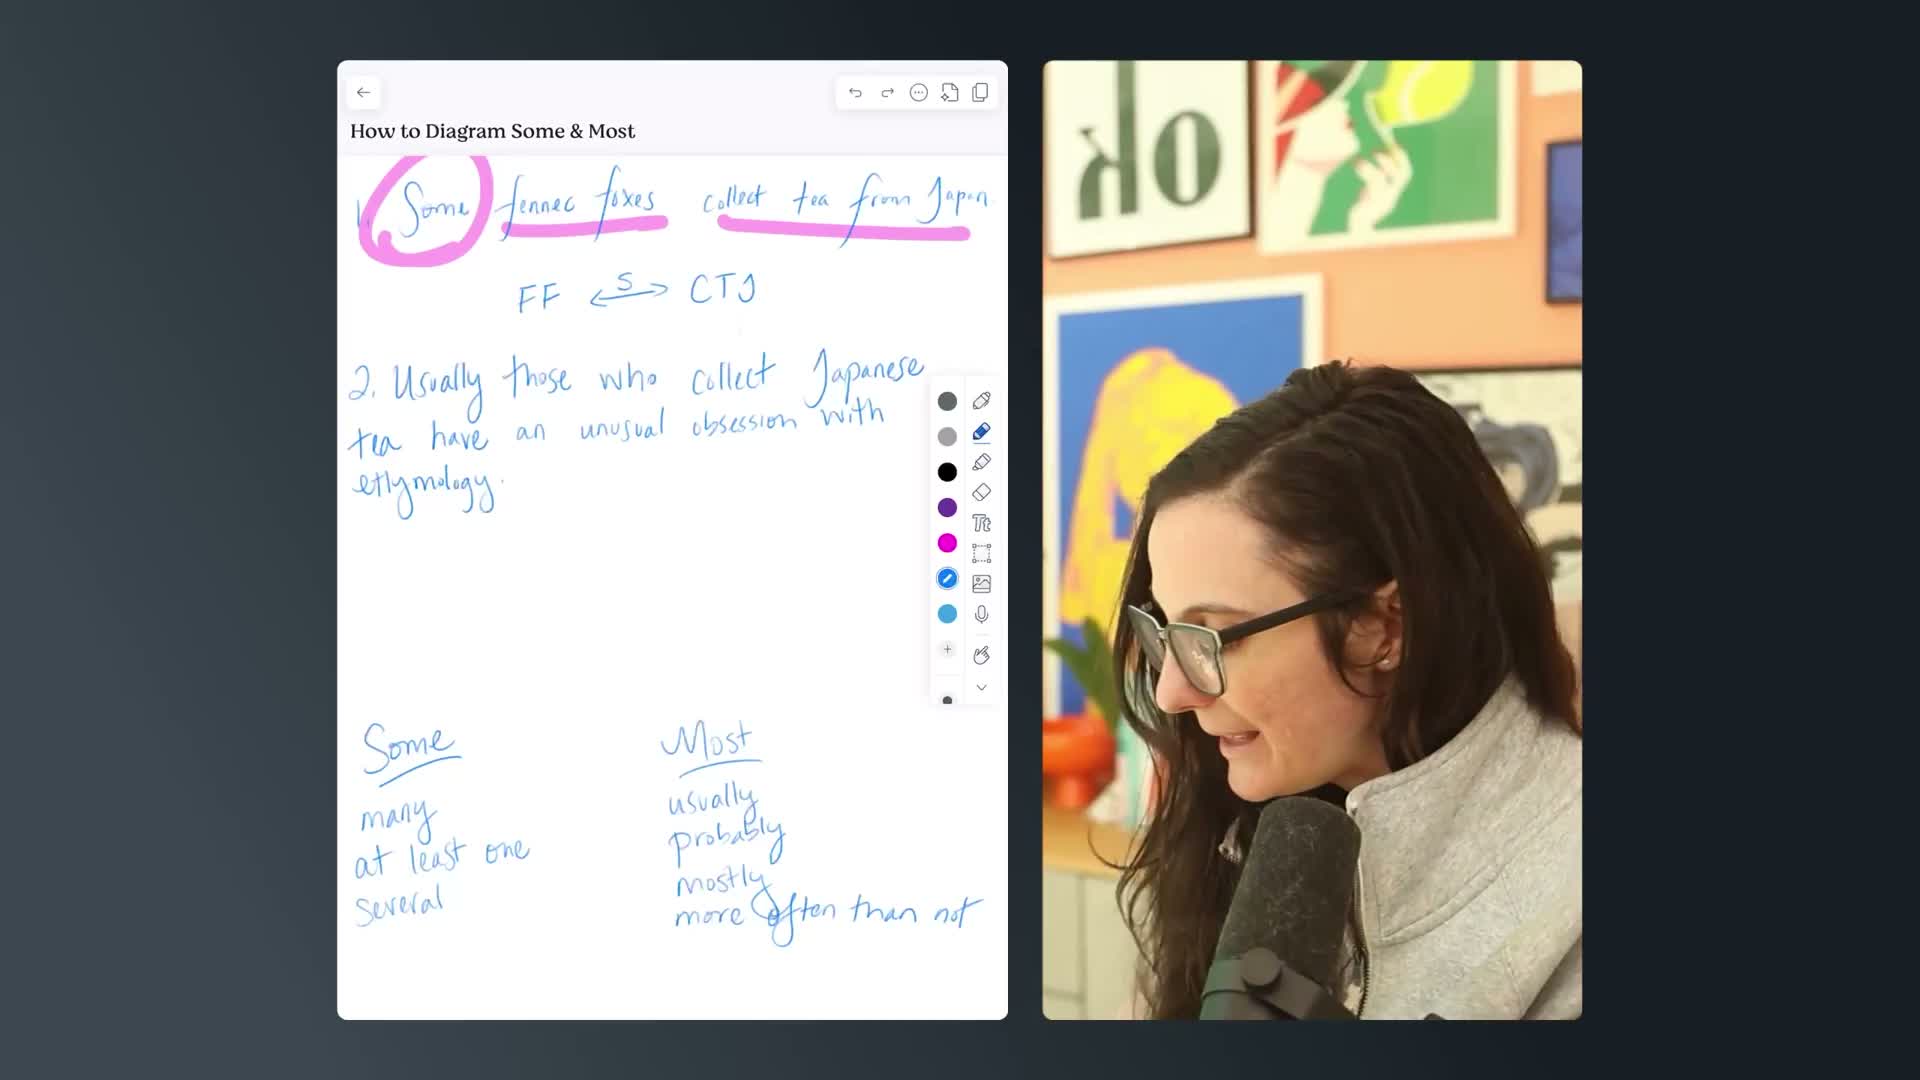 How to Diagram Some & Most
1. Some fennec foxes collect tea from Japan.
FF <-S-> CTJ
2. Usually those who collect Japanese
tea have an unusual obsession with
etlymology.
Tt
Some
many
at least one
several
Most
usually
probably
mostly
more often than not
ok